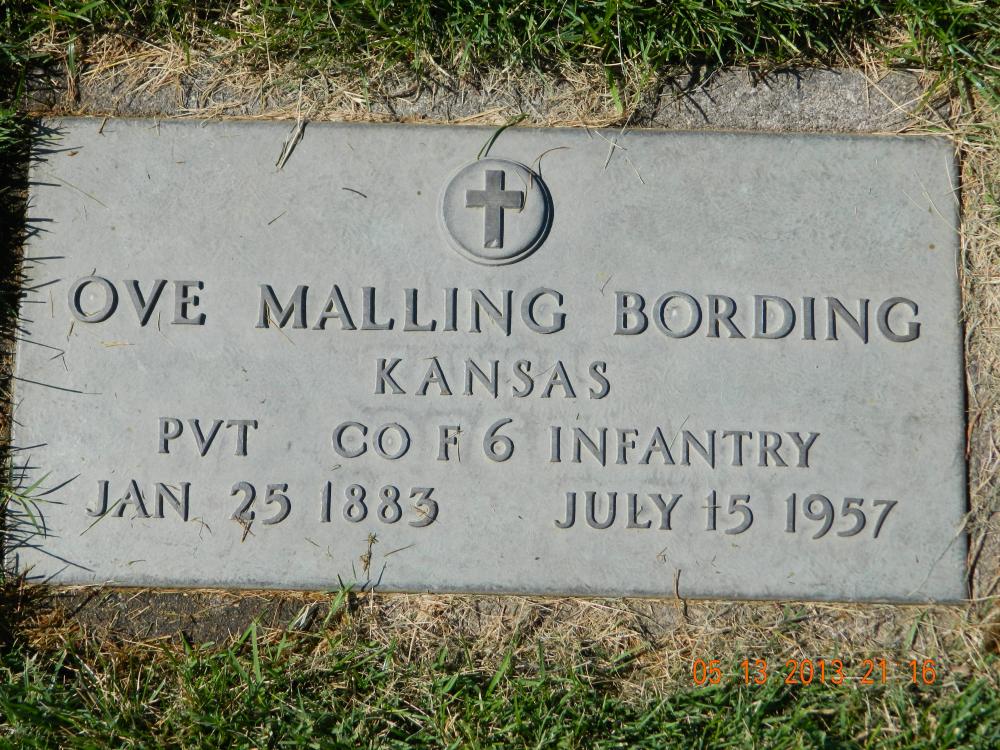 OVE MALLING BORDING
KANSAS
PVT CO F 6 INFANTRY
JAN 25 1883 JULY 15 1957
05 13 2013 21 16